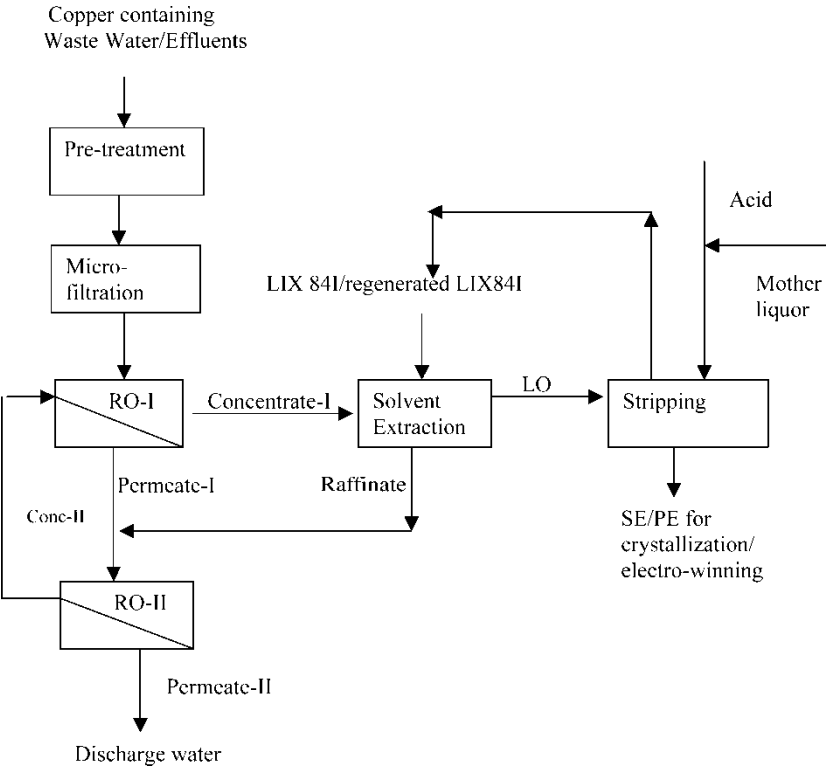 Copper containing
Waste Water/Effluents
Pre-treatment
Acid
Micro-
filtration
LIX 84I/regenerated LIX84I
Mother
liquor
RO-I
Concentrate-I
Solvent
Extraction
LO
Stripping
Permeate-I
Raffinate
Conc-II
SE/PE for
crystallization/
electro-winning
RO-II
Permeate-II
Discharge water